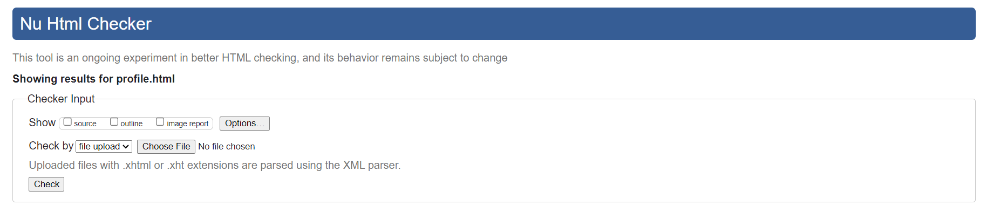 Nu Html Checker
This tool is an ongoing experiment in better HTML checking, and its behavior remains subject to change
Showing results for profile.html
Checker Input
Show source outline image report Options...
Check by file upload Choose File No file chosen
Uploaded files with .xhtml or .xht extensions are parsed using the XML parser.
Check